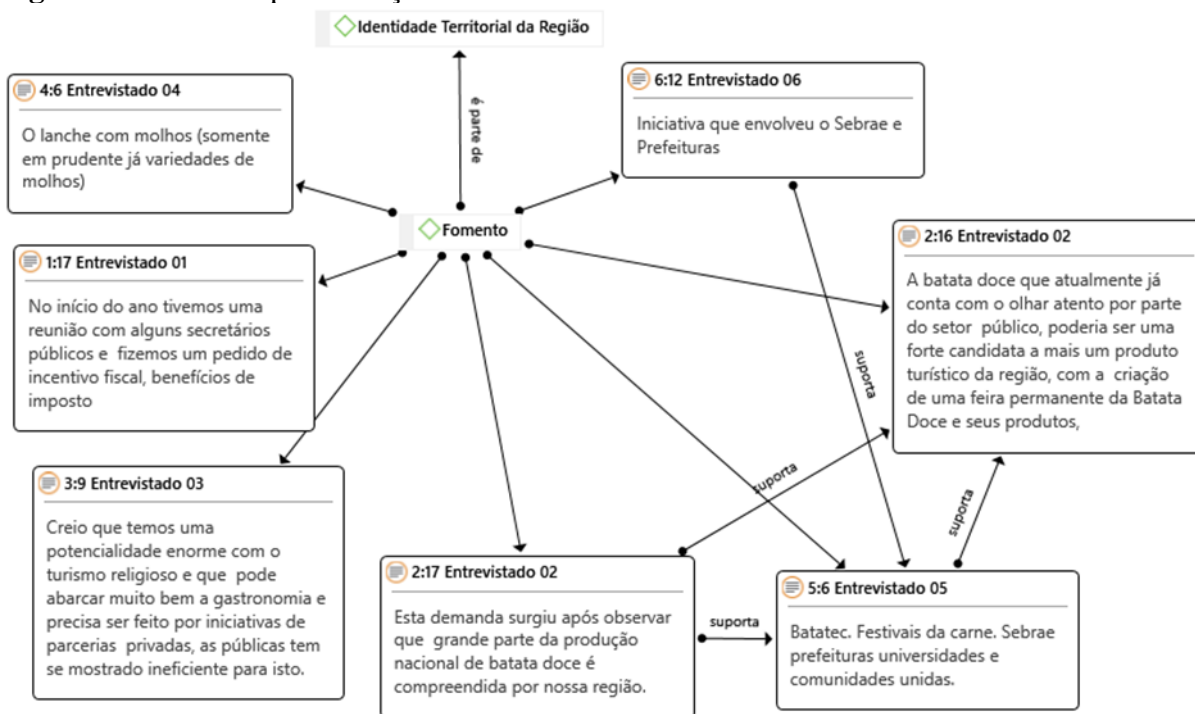 Identidade Territorial da Região
4:6 Entrevistado 04
O lanche com molhos (somente
em prudente já variedades de
molhos)
é parte de
6:12 Entrevistado 06
Iniciativa que envolveu o Sebrae e
Prefeituras
Fomento
1:17 Entrevistado 01
No início do ano tivemos uma
reunião com alguns secretários
públicos e fizemos um pedido de
incentivo fiscal, benefícios de
imposto
2:16 Entrevistado 02
A batata doce que atualmente já
conta com o olhar atento por parte
do setor público, poderia ser uma
forte candidata a mais um produto
turístico da região, com a criação
de uma feira permanente da Batata
Doce e seus produtos,
suporta
suporta
suporta
3:9 Entrevistado 03
Creio que temos uma
potencialidade enorme com o
turismo religioso e que pode
abarcar muito bem a gastronomia e
precisa ser feito por iniciativas de
parcerias privadas, as públicas tem
se mostrado ineficiente para isto.
2:17 Entrevistado 02
Esta demanda surgiu após observar
que grande parte da produção
nacional de batata doce é
compreendida por nossa região.
suporta
5:6 Entrevistado 05
Batatec. Festivais da carne. Sebrae
prefeituras universidades e
comunidades unidas.